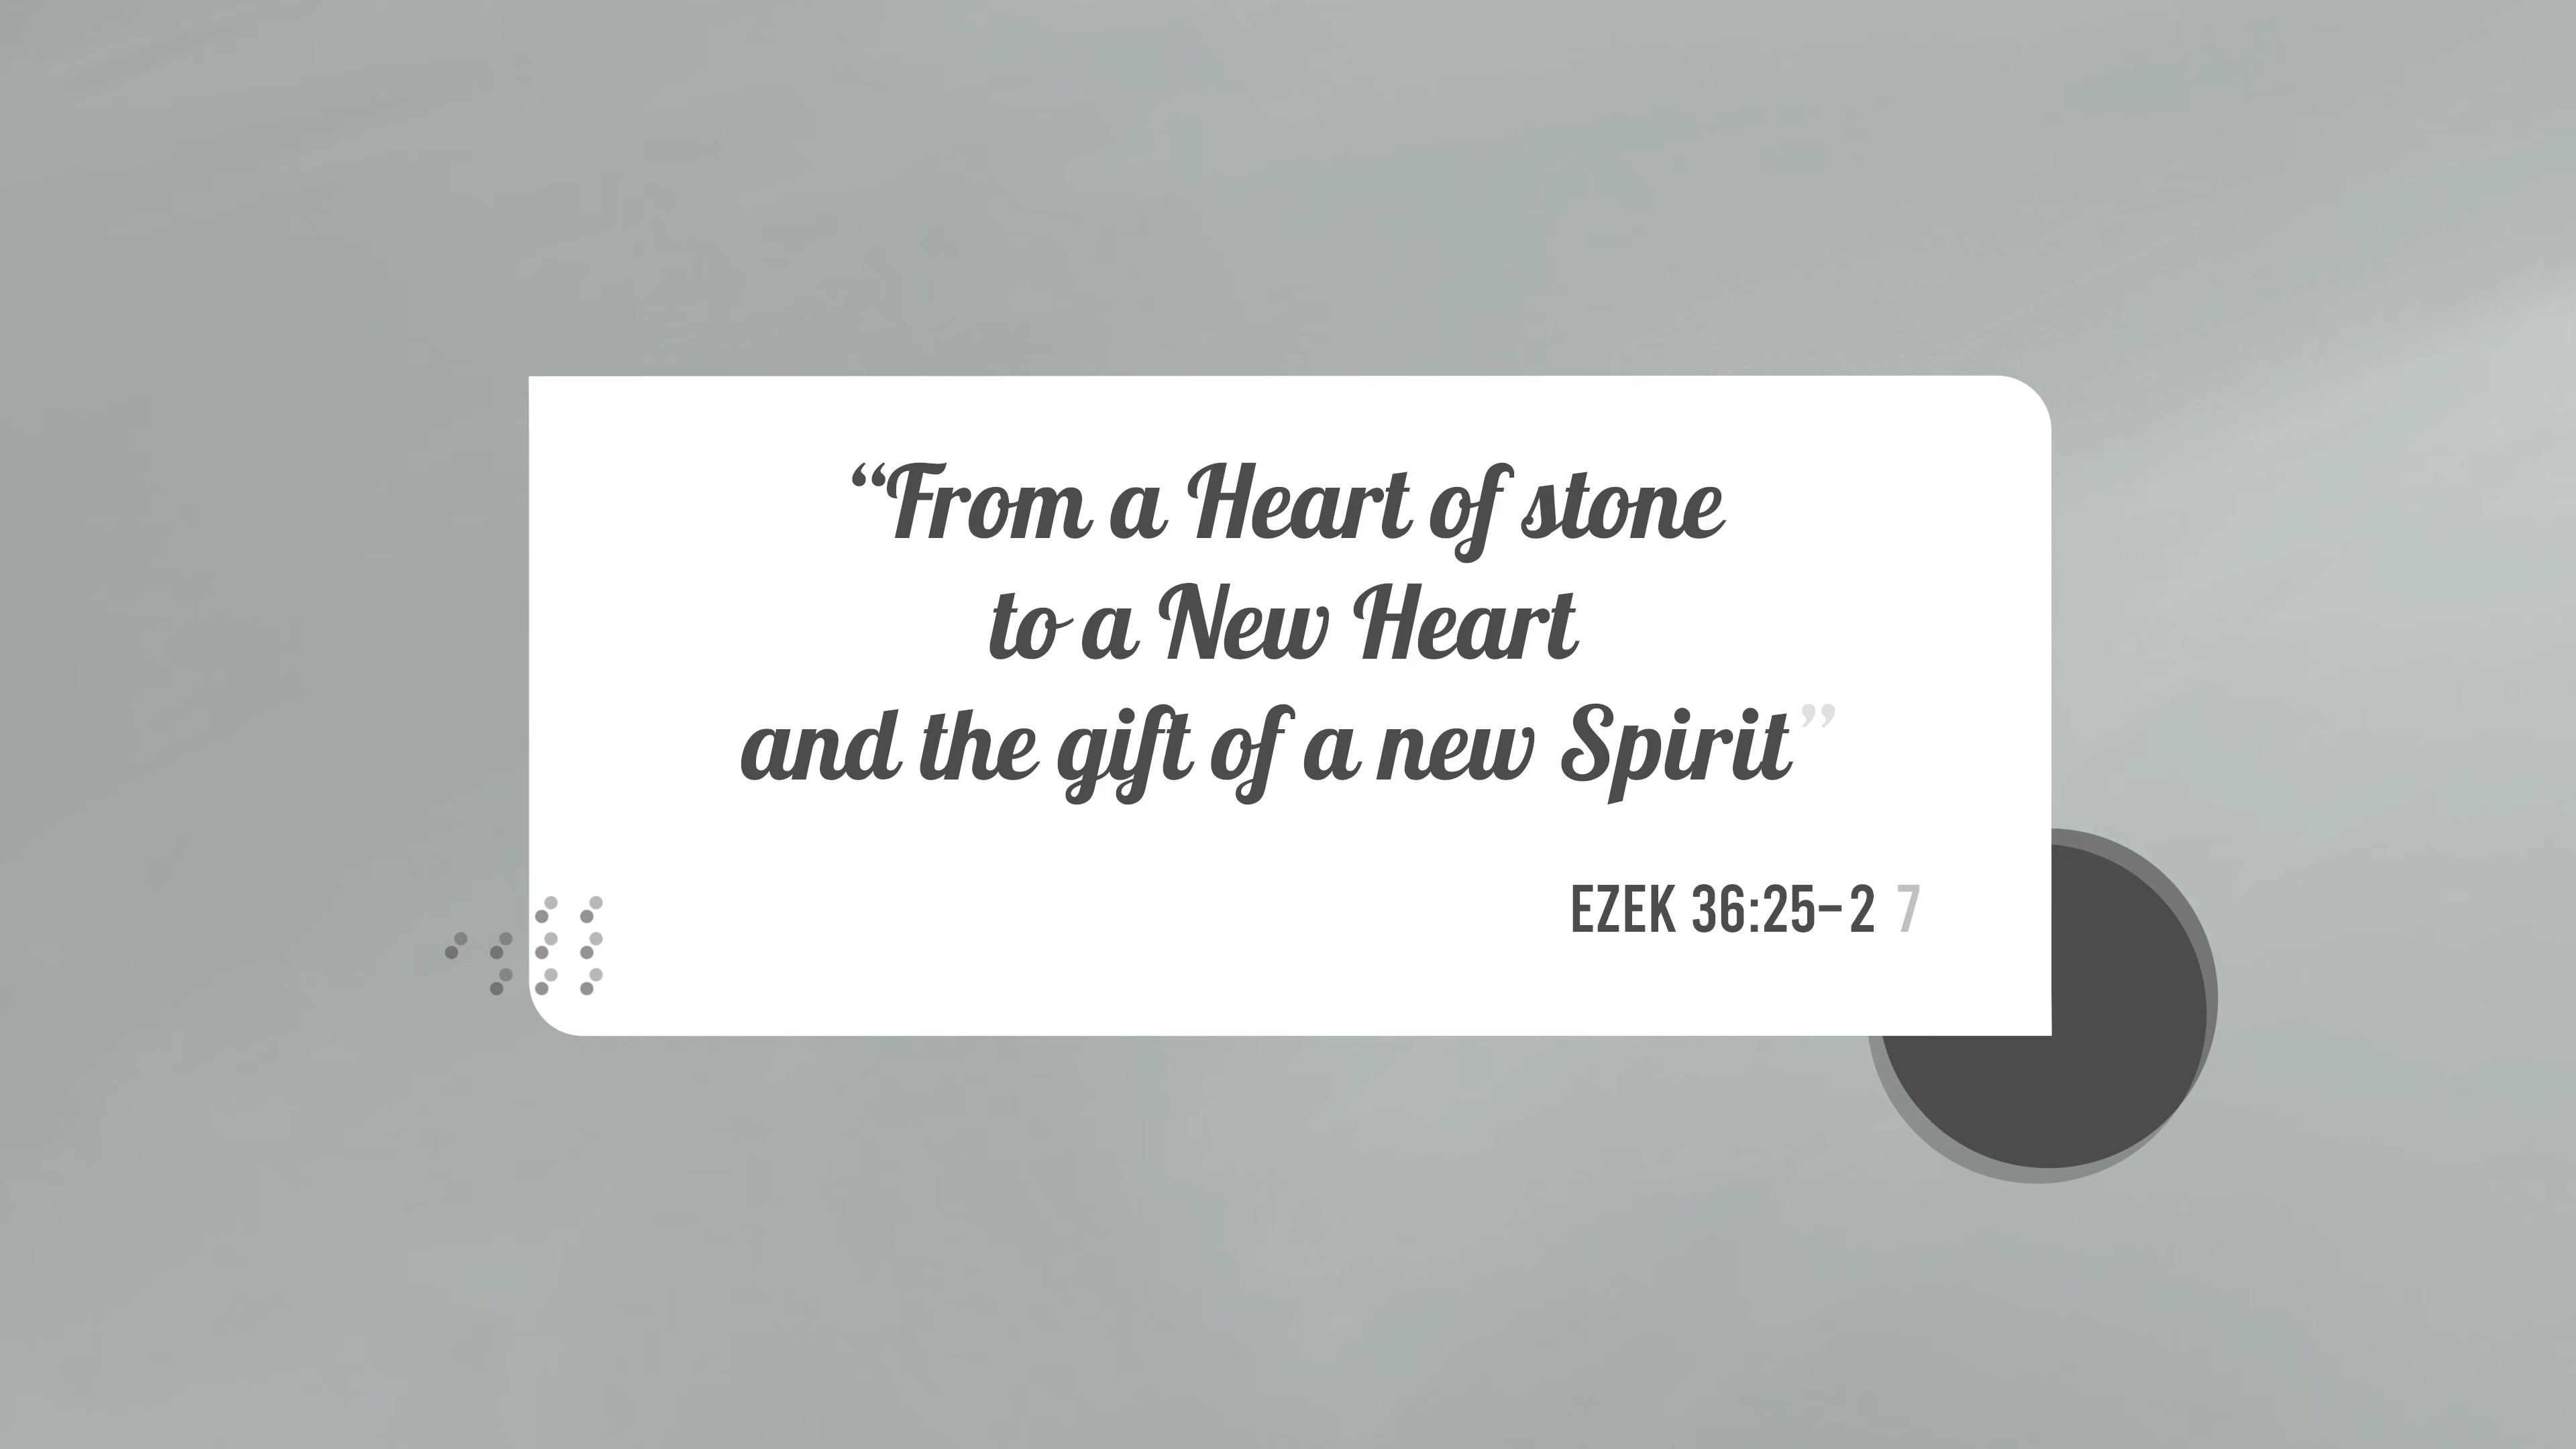 “From a Heart of stone
to a New Heart
and the gift of a new Spirit”
EZEK 36:25–2 7